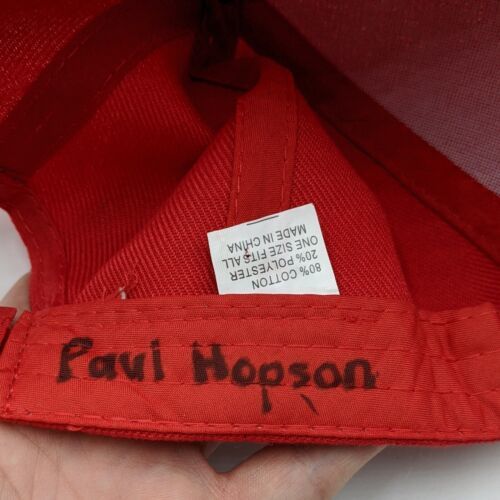 80% COTTON
20% POLYESTER
ONE SIZE FITS ALL
MADE IN CHINA
Paul Hopson